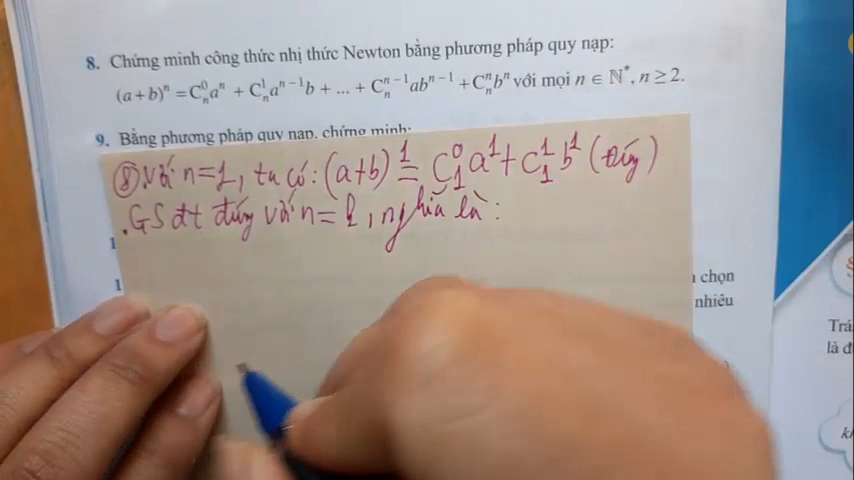 8. Chứng minh công thức nhị thức Newton bằng phương pháp quy nạp:
(a+b)ⁿ = C⁰ₙaⁿ + C¹ₙaⁿ⁻¹b + ... + Cⁿ⁻¹ₙabⁿ⁻¹ + Cⁿₙbⁿ với mọi n ∈ ℕ*, n ≥ 2.
9. Bằng phương pháp quy nạp, chứng minh:
⑧. Với n=1, ta có: (a+b)¹ = C⁰₁a¹ + C¹₁b¹ (đúng)
. GS đt đúng với n= k, nghĩa là:
chọn
nhiêu
Trá
là đ